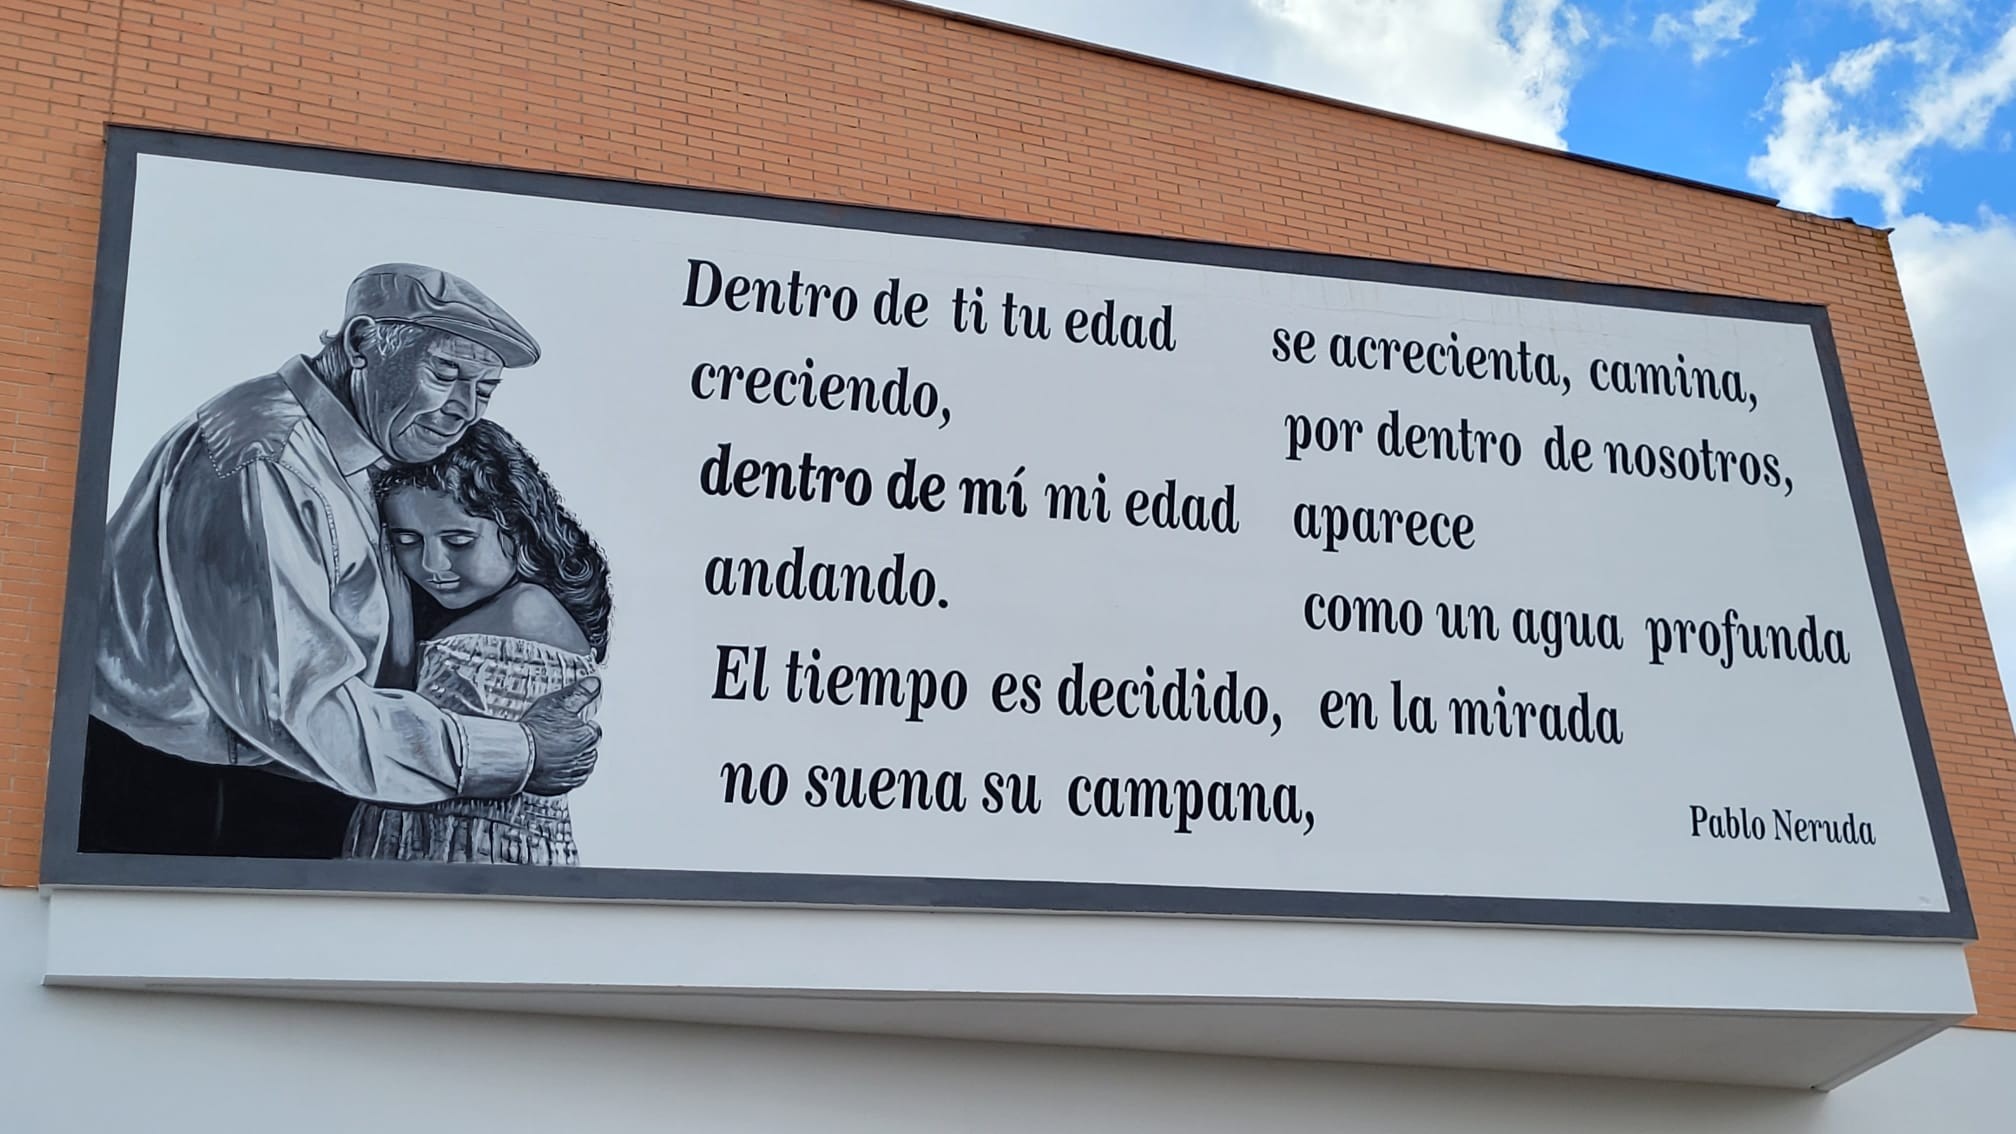 Dentro de ti tu edad
creciendo,
dentro de mí mi edad
andando.
El tiempo es decidido,
no suena su campana,
se acrecienta, camina,
por dentro de nosotros,
aparece
como un agua profunda
en la mirada
Pablo Neruda